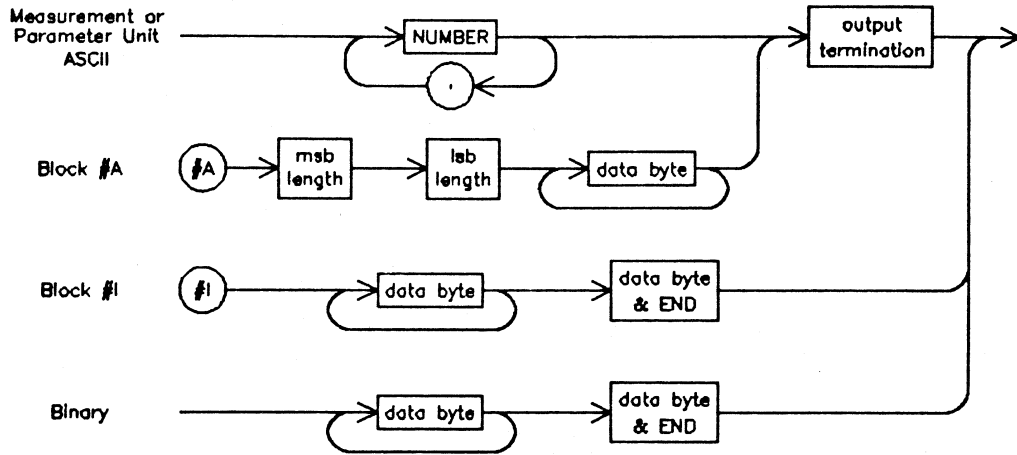 Measurement or
Parameter Unit
ASCII
NUMBER
,
output
termination
Block #A
#A
msb
length
lsb
length
data byte
Block #I
#I
data byte
data byte
& END
Binary
data byte
data byte
& END